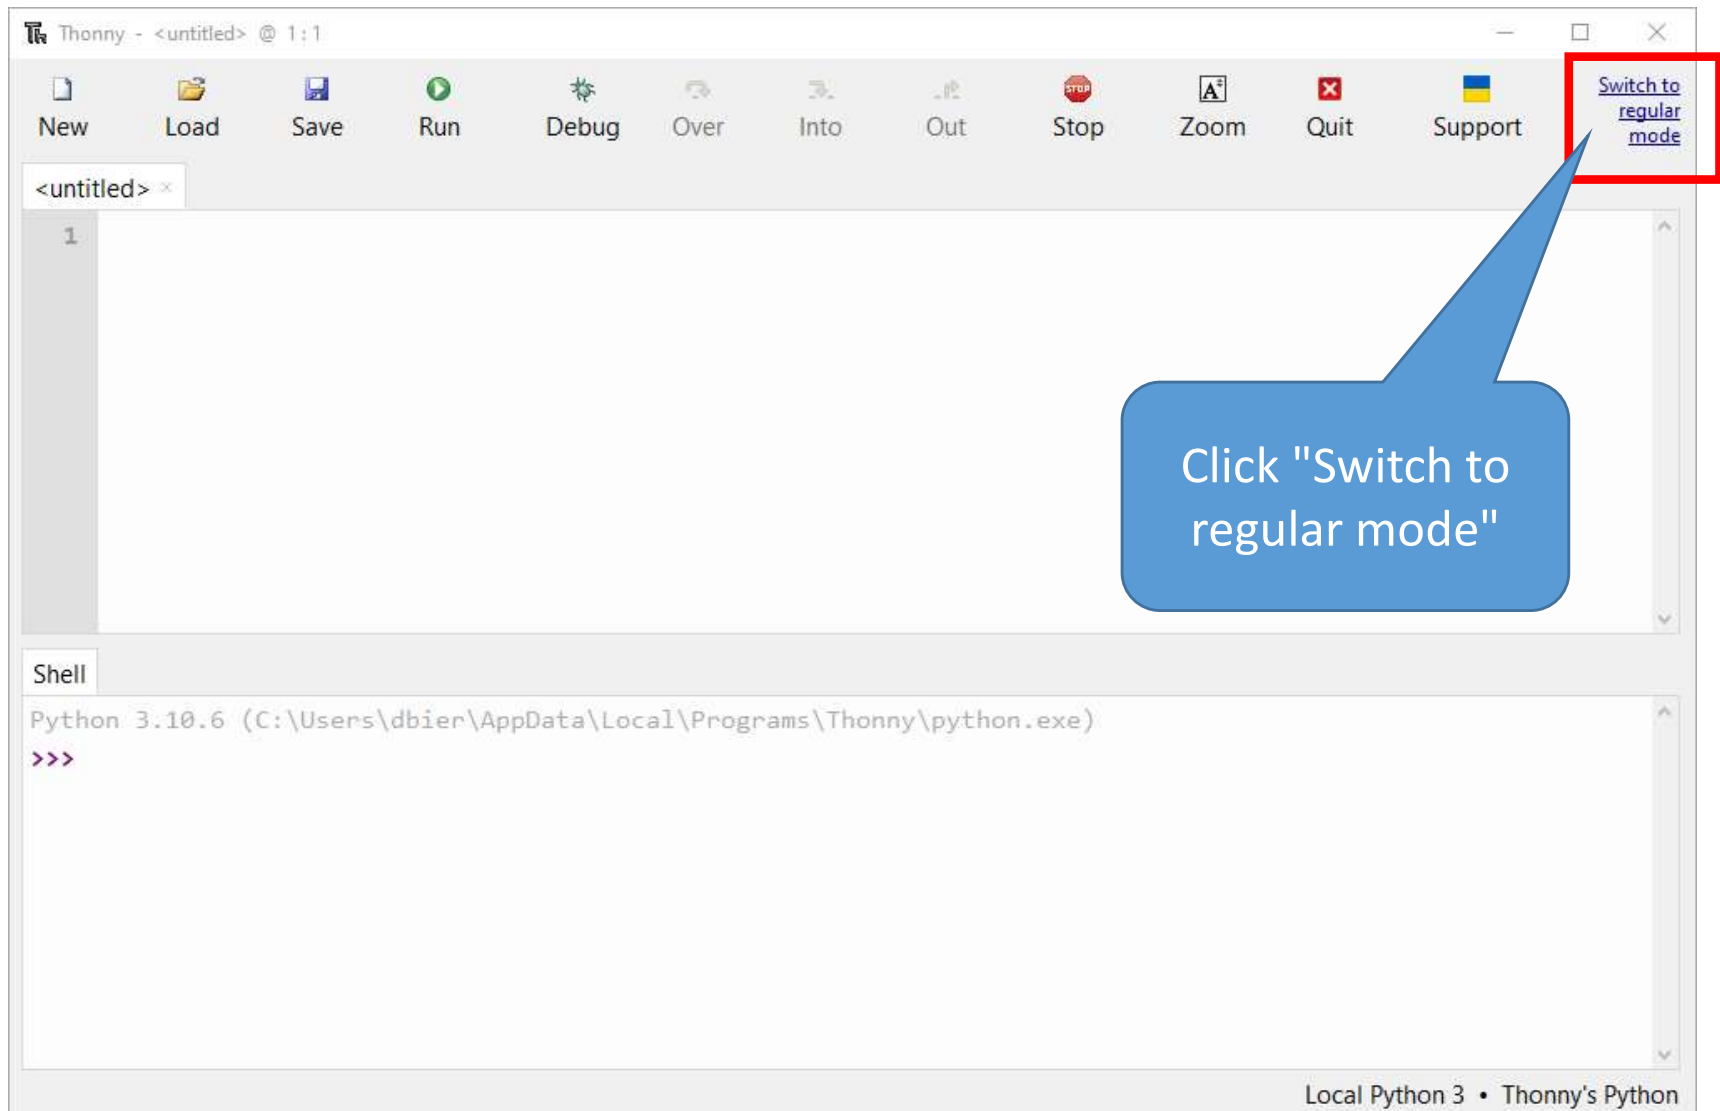 Thonny - <untitled> @ 1:1
New Load Save Run Debug Over Into Out Stop Zoom Quit Support
Switch to
regular
mode
<untitled> ×
1
Click "Switch to
regular mode"
Shell
Python 3.10.6 (C:\Users\dbier\AppData\Local\Programs\Thonny\python.exe)
>>>
Local Python 3 • Thonny's Python